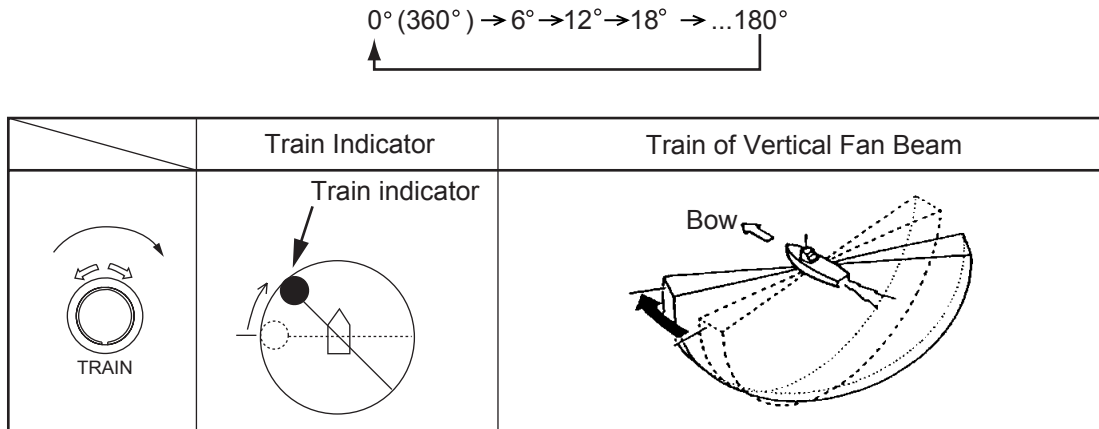 0° (360° ) → 6° →12° →18° → ...180°
Train Indicator
Train of Vertical Fan Beam
Train indicator
Bow
TRAIN